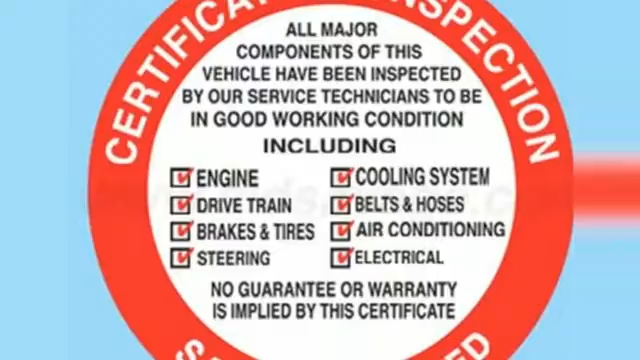 INSPECTION
ALL MAJOR
COMPONENTS OF THIS
VEHICLE HAVE BEEN INSPECTED
BY OUR SERVICE TECHNICIANS TO BE
IN GOOD WORKING CONDITION
INCLUDING
ENGINE
COOLING SYSTEM
DRIVE TRAIN
BELTS & HOSES
BRAKES & TIRES
AIR CONDITIONING
STEERING
ELECTRICAL
NO GUARANTEE OR WARRANTY
IS IMPLIED BY THIS CERTIFICATE